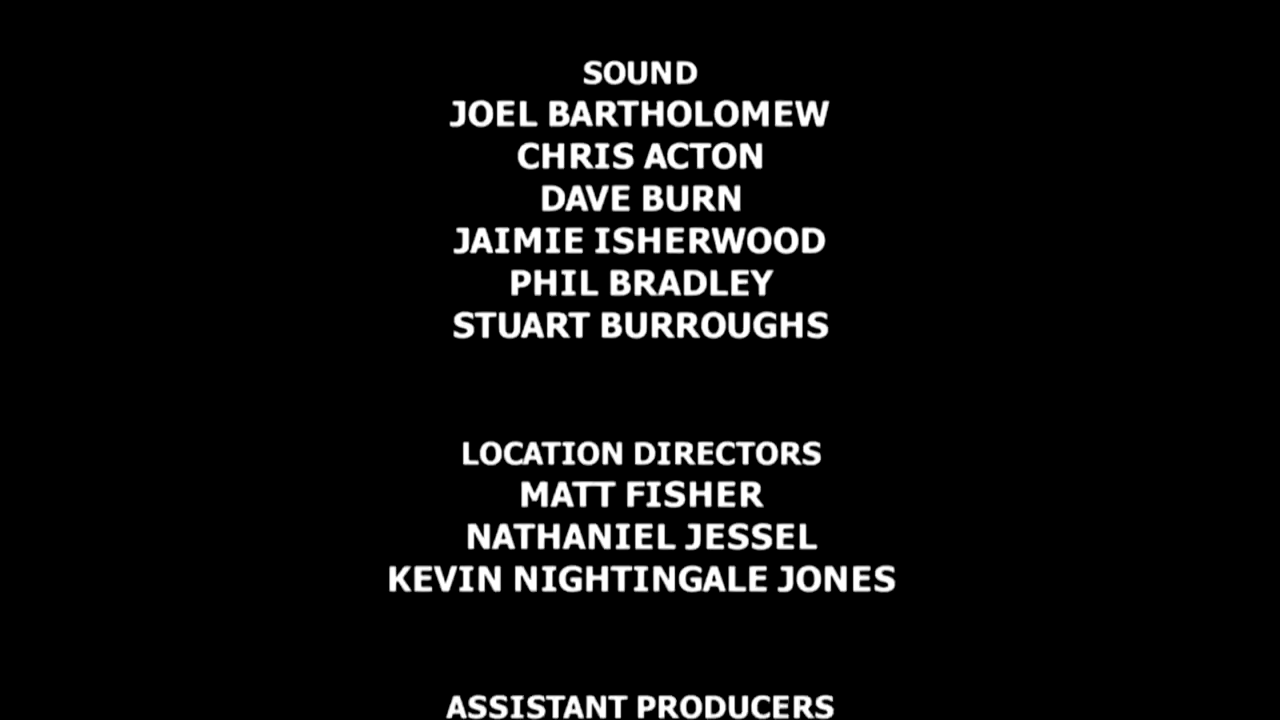 SOUND
JOEL BARTHOLOMEW
CHRIS ACTON
DAVE BURN
JAIMIE ISHERWOOD
PHIL BRADLEY
STUART BURROUGHS
LOCATION DIRECTORS
MATT FISHER
NATHANIEL JESSEL
KEVIN NIGHTINGALE JONES
ASSISTANT PRODUCERS